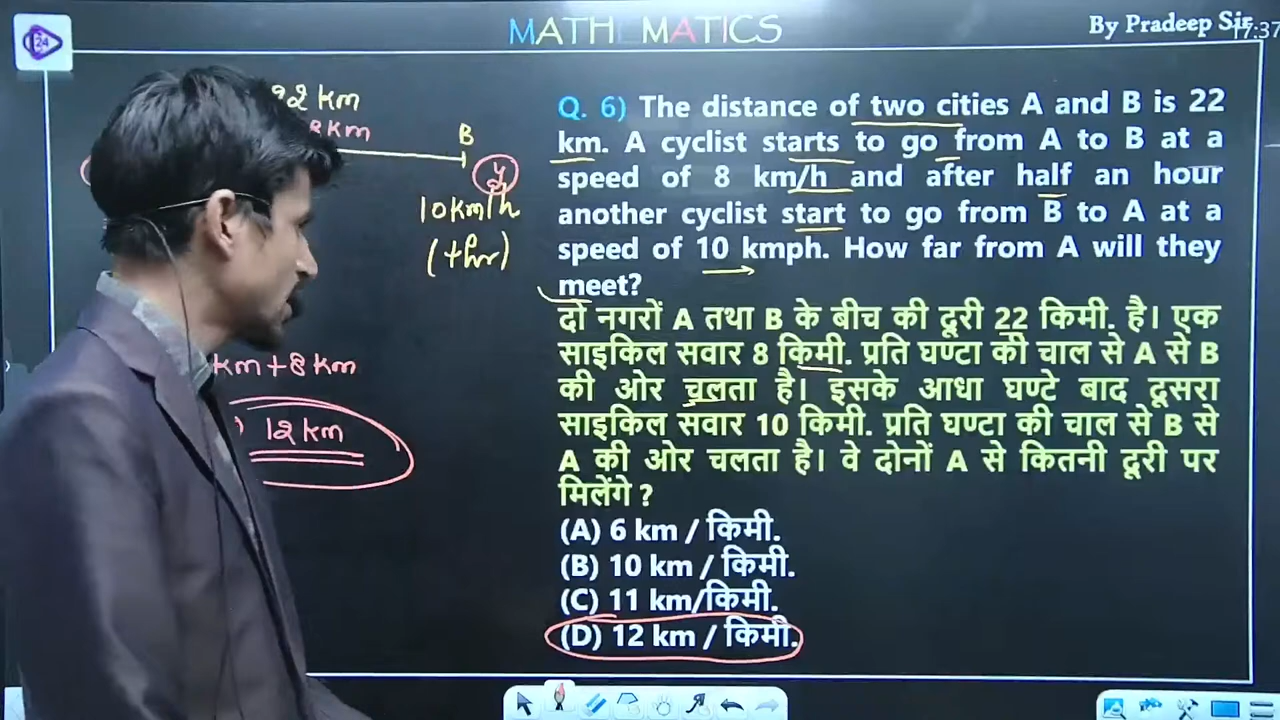 24
MATHEMATICS
By Pradeep Sir
17:37
22 km
8km
B
y
10km/h
(1hr)
Q. 6) The distance of two cities A and B is 22
km. A cyclist starts to go from A to B at a
speed of 8 km/h and after half an hour
another cyclist start to go from B to A at a
speed of 10 kmph. How far from A will they
meet?
दो नगरों A तथा B के बीच की दूरी 22 किमी. है। एक
साइकिल सवार 8 किमी. प्रति घण्टा की चाल से A से B
की ओर चलता है। इसके आधा घण्टे बाद दूसरा
साइकिल सवार 10 किमी. प्रति घण्टा की चाल से B से
A की ओर चलता है। वे दोनों A से कितनी दूरी पर
मिलेंगे ?
(A) 6 km / किमी.
(B) 10 km / किमी.
(C) 11 km/किमी.
(D) 12 km / किमी.
km+8km
12 km